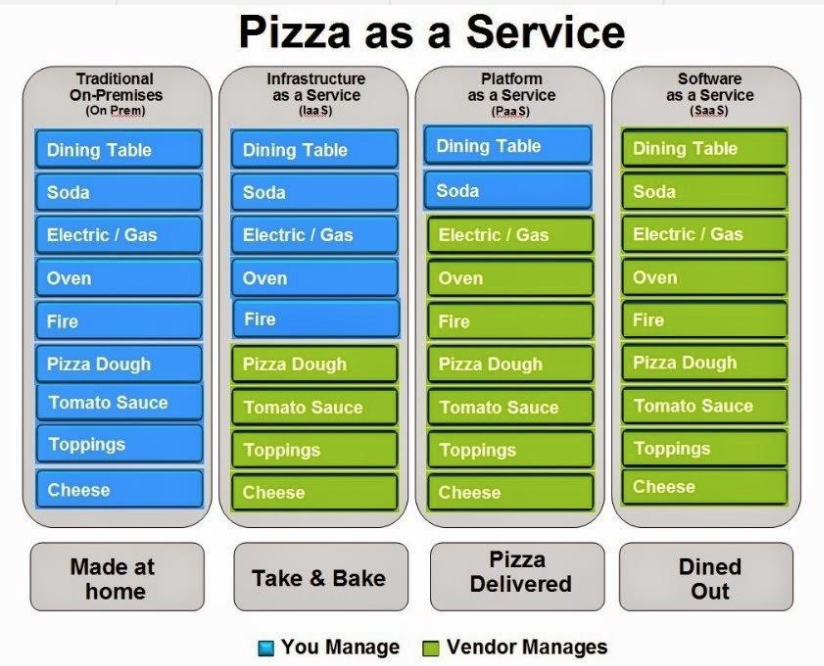 Pizza as a Service
Traditional
On-Premises
(On Prem)
Dining Table
Soda
Electric / Gas
Oven
Fire
Pizza Dough
Tomato Sauce
Toppings
Cheese
Made at
home
Infrastructure
as a Service
(IaaS)
Dining Table
Soda
Electric / Gas
Oven
Fire
Pizza Dough
Tomato Sauce
Toppings
Cheese
Take & Bake
Platform
as a Service
(PaaS)
Dining Table
Soda
Electric / Gas
Oven
Fire
Pizza Dough
Tomato Sauce
Toppings
Cheese
Pizza
Delivered
Software
as a Service
(SaaS)
Dining Table
Soda
Electric / Gas
Oven
Fire
Pizza Dough
Tomato Sauce
Toppings
Cheese
Dined
Out
You Manage
Vendor Manages